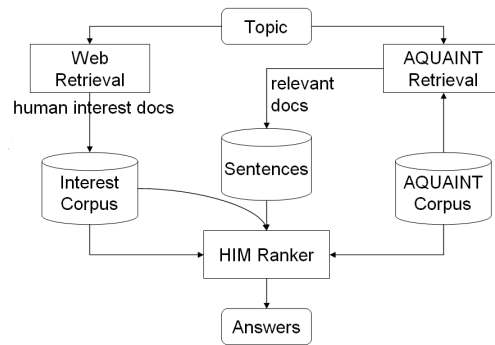 Topic
Web
Retrieval
AQUAINT
Retrieval
human interest docs
relevant
docs
Interest
Corpus
Sentences
AQUAINT
Corpus
HIM Ranker
Answers